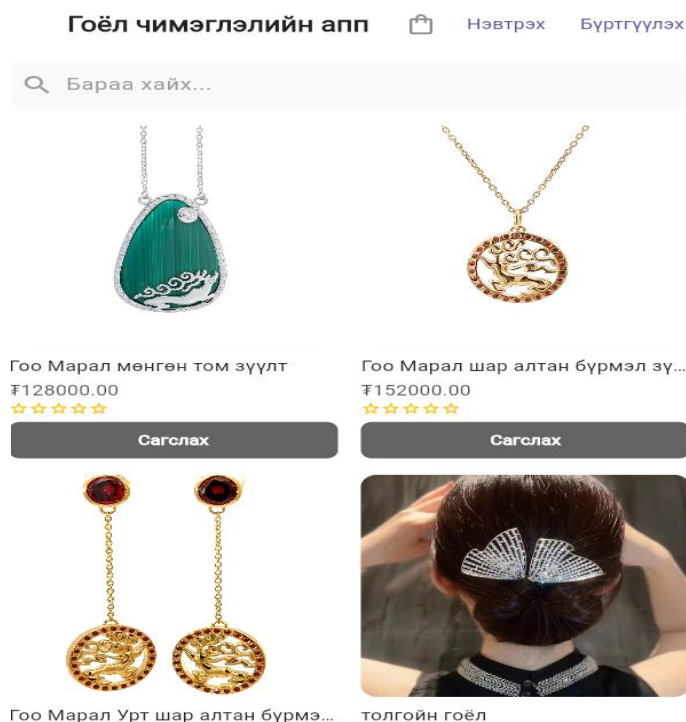 Гоёл чимэглэлийн апп Нэвтрэх Бүртгүүлэх
Бараа хайх...
Гоо Марал мөнгөн том зүүлт
₮128000.00
Сагслах
Гоо Марал шар алтан бүрмэл зү...
₮152000.00
Сагслах
Гоо Марал Урт шар алтан бүрмэ...
толгойн гоёл